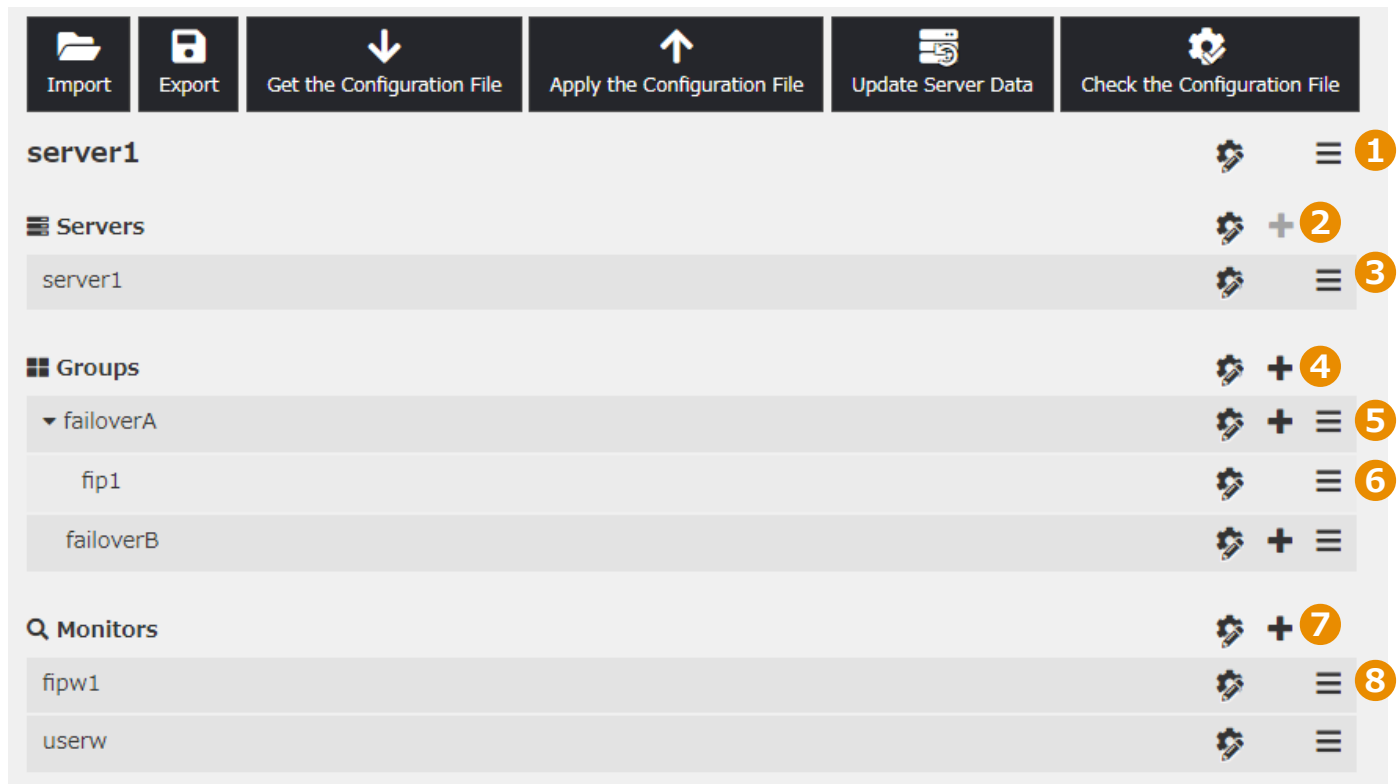 Import Export Get the Configuration File Apply the Configuration File Update Server Data Check the Configuration File
server1 1
Servers 2
server1 3
Groups 4
failoverA 5
fip1 6
failoverB
Monitors 7
fipw1 8
userw